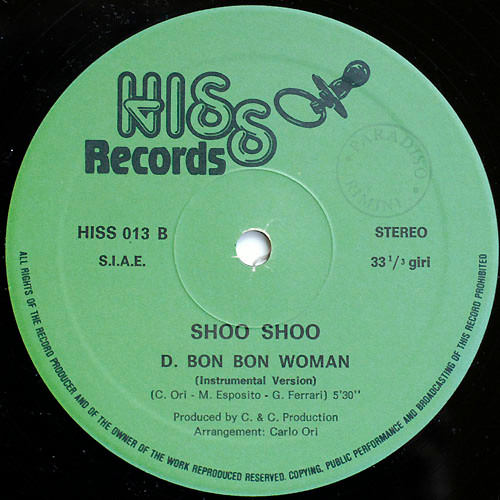 HISS
Records
PARADISO
RIMINI
HISS 013 B
STEREO
S.I.A.E.
33 1/3 giri
SHOO SHOO
D. BON BON WOMAN
(Instrumental Version)
(C. Ori - M. Esposito - G. Ferrari) 5'30''
Produced by C. & C. Production
Arrangement: Carlo Ori
ALL RIGHTS OF THE RECORD PRODUCER AND OF THE OWNER OF THE WORK REPRODUCED RESERVED. COPYING, PUBLIC PERFORMANCE AND BROADCASTING OF THIS RECORD PROHIBITED